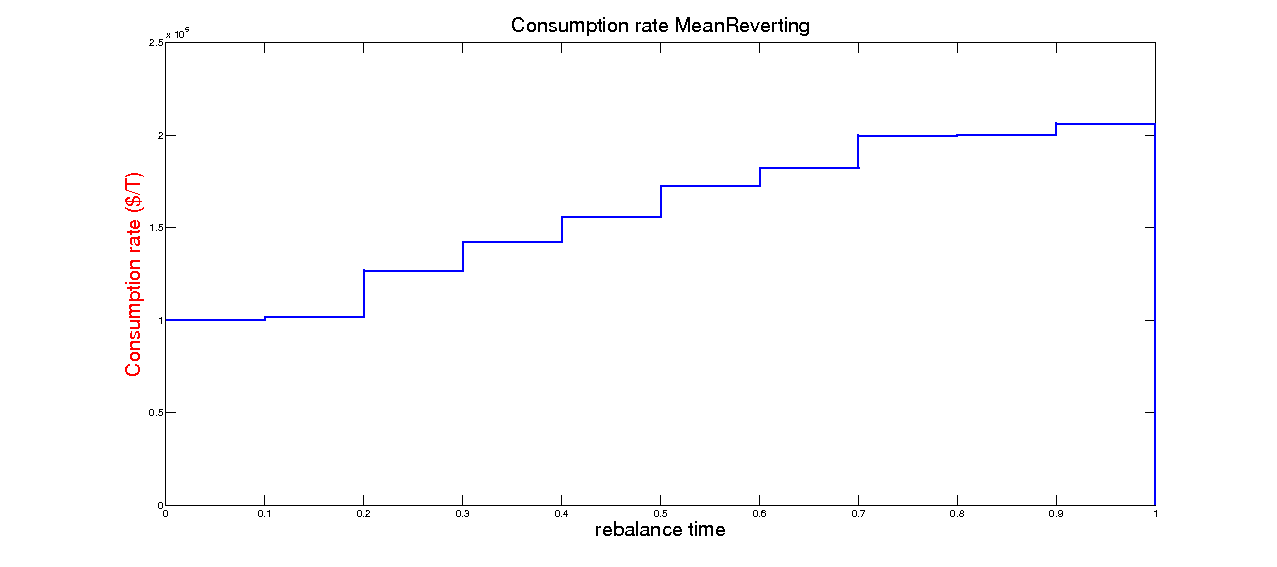 Consumption rate MeanReverting
x 10^5
2.5
2
1.5
1
0.5
0
Consumption rate ($/T)
0 0.1 0.2 0.3 0.4 0.5 0.6 0.7 0.8 0.9 1
rebalance time